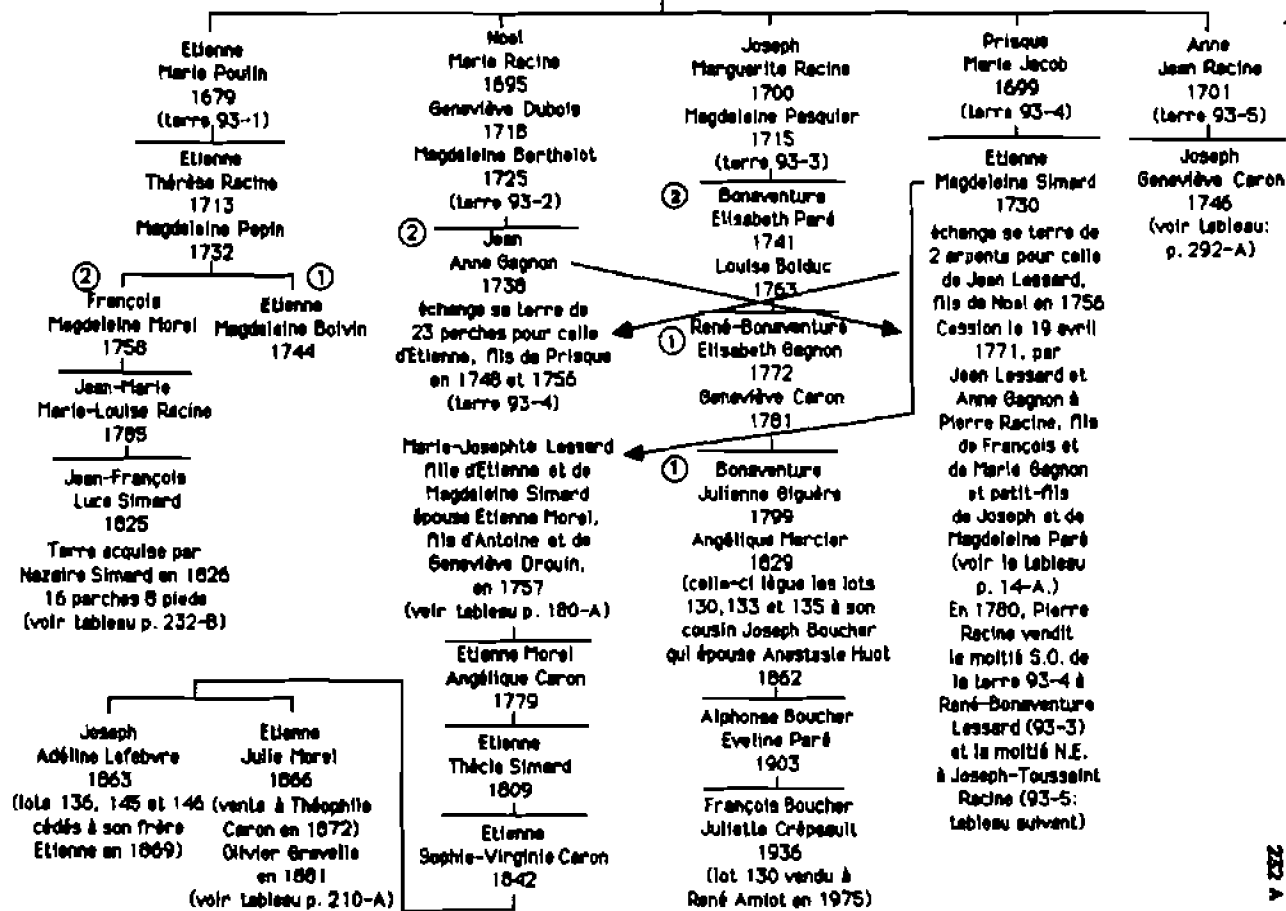 Etienne
Marie Poulin
1679
(terre 93-1)
Etienne
Thérèse Racine
1713
Magdeleine Pepin
1732
②
François
Magdeleine Morel
1758
①
Etienne
Magdeleine Boivin
1744
Jean-Marie
Marie-Louise Racine
1785
Jean-François
Luce Simard
1825
Terre acquise par
Nazaire Simard en 1826
16 perches 8 pieds
(voir tableau p. 232-B)
Joseph
Adéline Lefebvre
1863
(lots 136, 145 et 146
cédés à son frère
Etienne en 1869)
Etienne
Julie Morel
1866
(vente à Théophile
Caron en 1872)
Olivier Gravelle
en 1881
(voir tableau p. 210-A)
Noel
Marie Racine
1695
Geneviève Dubois
1718
Magdeleine Berthelot
1725
(terre 93-2)
②
Jean
Anne Gagnon
1738
échange sa terre de
23 perches pour celle
d'Étienne, fils de Prisque
en 1748 et 1756
(terre 93-4)
Marie-Josephte Lessard
fille d'Etienne et de
Magdeleine Simard
épouse Étienne Morel,
fils d'Antoine et de
Geneviève Drouin,
en 1757
(voir tableau p. 180-A)
Etienne Morel
Angélique Caron
1779
Etienne
Thècle Simard
1809
Etienne
Sophie-Virginie Caron
1842
Joseph
Marguerite Racine
1700
Magdeleine Pasquier
1715
(terre 93-3)
②
Bonaventure
Elisabeth Paré
1741
Louise Bolduc
1763
①
René-Bonaventure
Elisabeth Gagnon
1772
Geneviève Caron
1781
①
Bonaventure
Julienne Giguère
1799
Angélique Mercier
1829
(celle-ci lègue les lots
130, 133 et 135 à son
cousin Joseph Boucher
qui épouse Anastasie Huot
1862
Alphonse Boucher
Eveline Paré
1903
François Boucher
Juliette Crépeault
1936
(lot 130 vendu à
René Amiot en 1975)
Prisque
Marie Jacob
1699
(terre 93-4)
Etienne
Magdeleine Simard
1730
échange sa terre de
2 arpents pour celle
de Jean Lessard,
fils de Noel en 1756
Cession le 19 avril
1771, par
Jean Lessard et
Anne Gagnon à
Pierre Racine, fils
de François et
de Marie Gagnon
et petit-fils
de Joseph et de
Magdeleine Paré
(voir le tableau
p. 14-A.)
En 1780, Pierre
Racine vendit
la moitié S.O. de
la terre 93-4 à
René-Bonaventure
Lessard (93-3)
et la moitié N.E.
à Joseph-Toussaint
Racine (93-5:
tableau suivant)
Anne
Jean Racine
1701
(terre 93-5)
Joseph
Geneviève Caron
1746
(voir tableau:
p. 292-A)
232 A